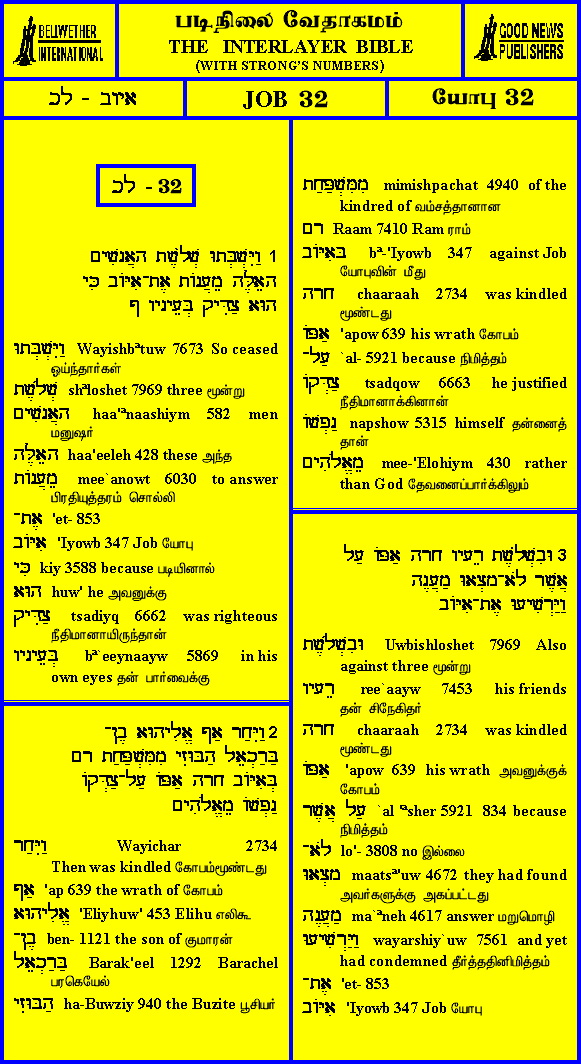 BELLWETHER
INTERNATIONAL
படிநிலை வேதாகமம்
THE INTERLAYER BIBLE
(WITH STRONG'S NUMBERS)
GOOD NEWS
PUBLISHERS
איוב - לב
JOB 32
யோபு 32
לב - 32
1 וַיִּשְׁבְּתוּ שְׁלֹשֶׁת הָאֲנָשִׁים
הָאֵלֶּה מֵעֲנוֹת אֶת־אִיּוֹב כִּי
הוּא צַדִּיק בְּעֵינָיו ף
וַיִּשְׁבְּתוּ Wayishbªtuw 7673 So ceased
ஓய்ந்தார்கள்
שְׁלֹשֶׁת shªloshet 7969 three மூன்று
הָאֲנָשִׁים haa'ªnaashiym 582 men
மனுஷர்
הָאֵלֶּה haa'eeleh 428 these அந்த
מֵעֲנוֹת mee`anowt 6030 to answer
பிரதியுத்தரம் சொல்லி
אֶת־ 'et- 853
אִיּוֹב 'Iyowb 347 Job யோபு
כִּי kiy 3588 because படியினால்
הוּא huw' he அவனுக்கு
צַדִּיק tsadiyq 6662 was righteous
நீதிமானாயிருந்தான்
בְּעֵינָיו bª`eeynaayw 5869 in his
own eyes தன் பார்வைக்கு
2 וַיִּחַר אַף אֱלִיהוּא בֶן־
בַּרַכְאֵל הַבּוּזִי מִמִּשְׁפַּחַת רָם
בְּאִיּוֹב חָרָה אַפּוֹ עַל־צַדְּקוֹ
נַפְשׁוֹ מֵאֱלֹהִים
וַיִּחַר Wayichar 2734
Then was kindled கோபம்மூண்டது
אַף 'ap 639 the wrath of கோபம்
אֱלִיהוּא 'Eliyhuw' 453 Elihu எலிகூ
בֶן־ ben- 1121 the son of குமாரன்
בַּרַכְאֵל Barak'eel 1292 Barachel
பரகெயேல்
הַבּוּזִי ha-Buwziy 940 the Buzite பூசியர்
מִמִּשְׁפַּחַת mimishpachat 4940 of the
kindred of வம்சத்தானான
רָם Raam 7410 Ram ராம்
בְּאִיּוֹב bª-'Iyowb 347 against Job
யோபுவின் மீது
חָרָה chaaraah 2734 was kindled
மூண்டது
אַפּוֹ 'apow 639 his wrath கோபம்
עַל־ `al- 5921 because நிமித்தம்
צַדְּקוֹ tsadqow 6663 he justified
நீதிமானாக்கினான்
נַפְשׁוֹ napshow 5315 himself தன்னைத்
தான்
מֵאֱלֹהִים mee-'Elohiym 430 rather
than God தேவனைப்பார்க்கிலும்
3 וּבִשְׁלֹשֶׁת רֵעָיו חָרָה אַפּוֹ עַל
אֲשֶׁר לֹא־מָצְאוּ מַעֲנֶה
וַיַּרְשִׁיעוּ אֶת־אִיּוֹב
וּבִשְׁלֹשֶׁת Uwbishloshet 7969 Also
against three மூன்று
רֵעָיו ree`aayw 7453 his friends
தன் சிநேகிதர்
חָרָה chaaraah 2734 was kindled
மூண்டது
אַפּוֹ 'apow 639 his wrath அவனுக்குக்
கோபம்
עַל אֲשֶׁר `al 'ªsher 5921 834 because
நிமித்தம்
לֹא־ lo'- 3808 no இல்லை
מָצְאוּ maatsª'uw 4672 they had found
அவர்களுக்கு அகப்பட்டது
מַעֲנֶה ma`ªneh 4617 answer மறுமொழி
וַיַּרְשִׁיעוּ wayarshiy`uw 7561 and yet
had condemned தீர்த்ததினிமித்தம்
אֶת־ 'et- 853
אִיּוֹב 'Iyowb 347 Job யோபு